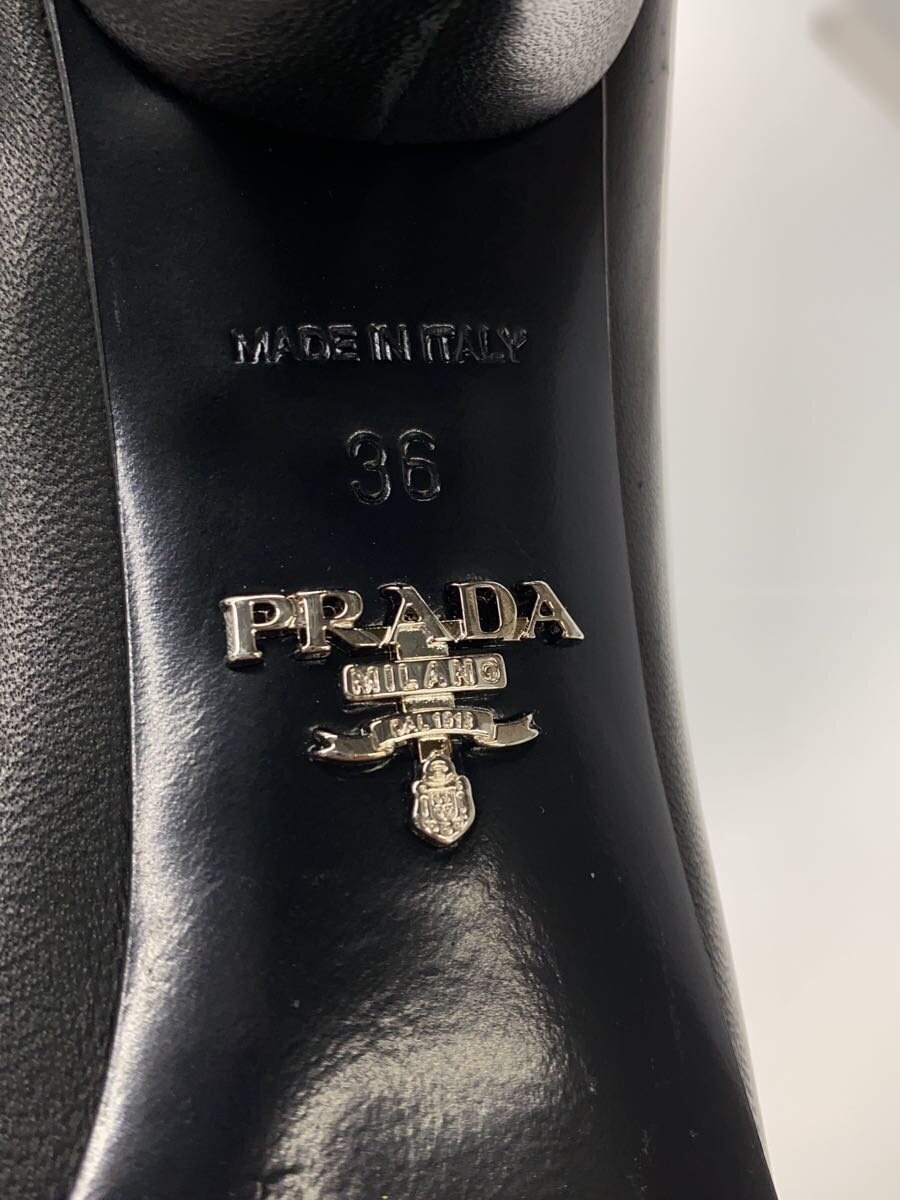 MADE IN ITALY
36
PRADA
MILANO
DAL 1913